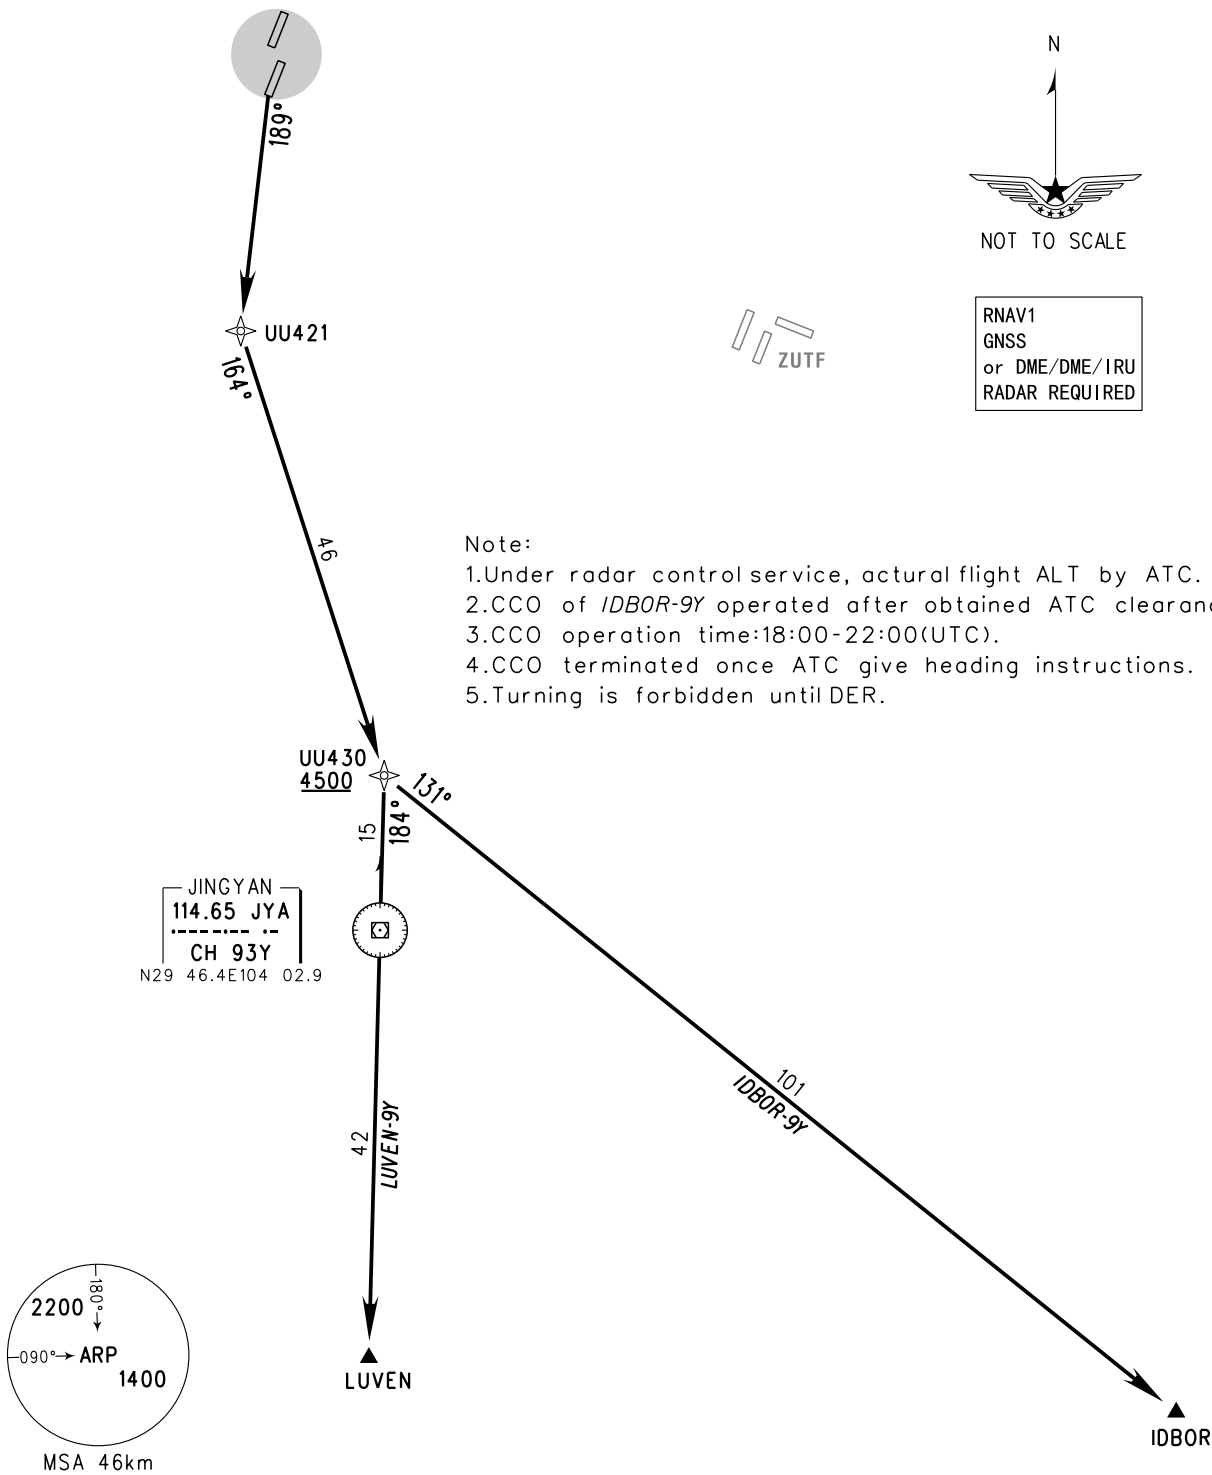 189°
N
NOT TO SCALE
UU421
164°
ZUTF
RNAV1
GNSS
or DME/DME/IRU
RADAR REQUIRED
46
Note:
1.Under radar control service, actural flight ALT by ATC.
2.CCO of IDBOR-9Y operated after obtained ATC
3.CCO operation time:18:00-22:00(UTC).
4.CCO terminated once ATC give heading instructions.
5.Turning is forbidden until DER.
UU430
4500
131°
15
184°
JINGYAN
114.65 JYA
CH 93Y
N29 46.4E104 02.9
101
IDBOR-9Y
42
LUVEN-9Y
180°
2200
090°
ARP
1400
MSA 46km
LUVEN
IDBOR